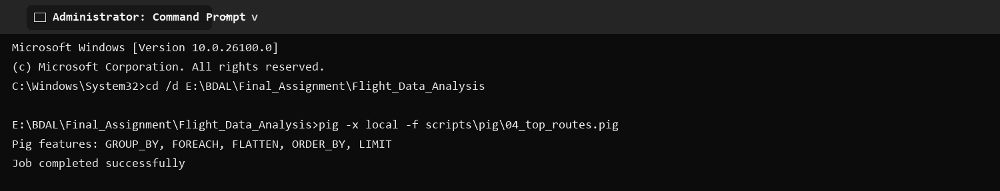 Administrator: Command Prompt v
Microsoft Windows [Version 10.0.26100.0]
(c) Microsoft Corporation. All rights reserved.
C:\Windows\System32>cd /d E:\BDAL\Final_Assignment\Flight_Data_Analysis
E:\BDAL\Final_Assignment\Flight_Data_Analysis>pig -x local -f scripts\pig\04_top_routes.pig
Pig features: GROUP_BY, FOREACH, FLATTEN, ORDER_BY, LIMIT
Job completed successfully